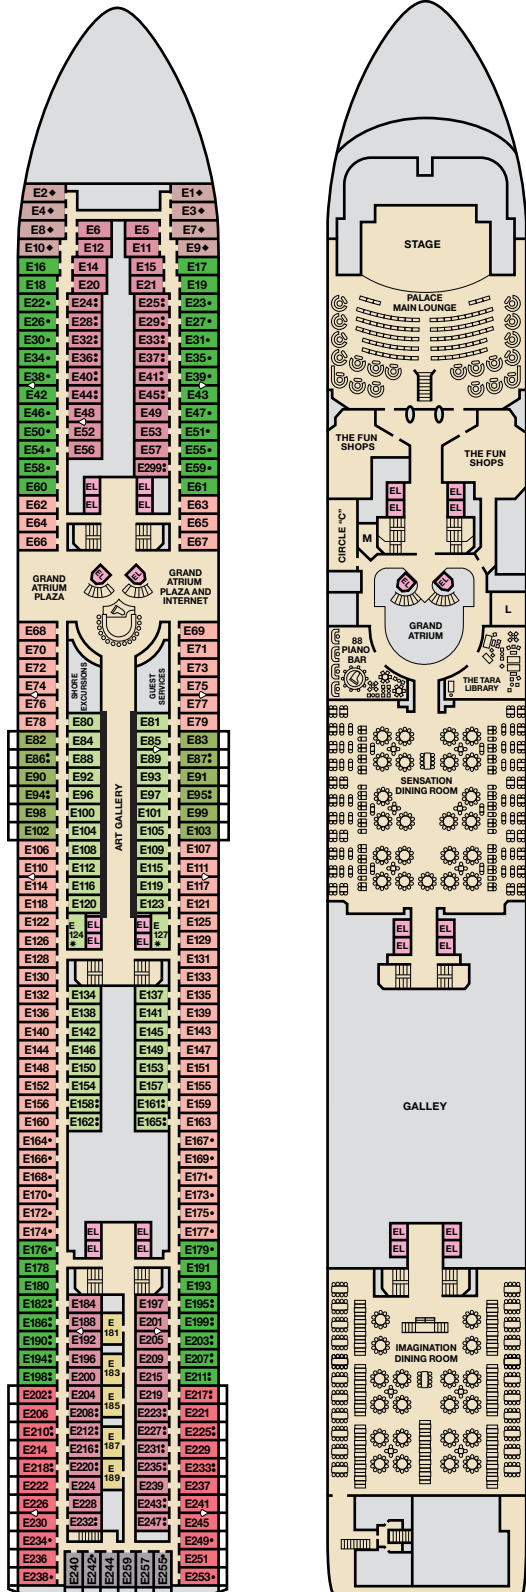 E2♦ E1♦
E4♦ E3♦
E8♦ E6 E5 E7♦
E10♦ E12 E11 E9♦
E16 E14 E15 E17
E18 E20 E21 E19
E22• E24: E25: E23•
E26• E28: E29: E27•
E30• E32: E33: E31•
E34• E36: E37: E35•
E38• E40: E41: E39•
E42 E44: E45: E43
E46• E48 E49 E47•
E50• E52 E53 E51•
E54• E56 E57 E55•
E58• E299: E59•
E60 EL EL E61
E62 EL EL E63
E64 E65
E66 E67
EL EL
GRAND
ATRIUM
PLAZA
GRAND
ATRIUM
PLAZA AND
INTERNET
E68 E69
E70 E71
E72 E73
E74 E75
E76 E77
SHORE
EXCURSIONS
GUEST
SERVICES
E78 E80 E81 E79
E82 E84 E85 E83
E86: E88 E89 E87:
E90 E92 E93 E91
E94: E96 E97 E95:
E98 E100 E101 E99
E102 E104 E105 E103
E106 E108 E109 E107
E110 E112 E115 E111
E114 E116 E119 E117
E118 E120 E123 E121
ART GALLERY
E122 E
124
* EL EL E
127
* E125
E126 EL EL E129
E128 E131
E130 E133
E132 E134 E137 E135
E136 E138 E141 E139
E140 E142 E145 E143
E144 E146 E149 E147
E148 E150 E153 E151
E152 E154 E157 E155
E156 E158: E161: E159
E160 E162: E165: E163
E164• E167•
E166• E169•
E168• E171•
E170• E173•
E172• E175•
E174• EL EL E177•
E176• EL EL E179•
E178 E191
E180 E193
E182: E184 E197 E195:
E186: E188 E
181 E201 E199:
E190: E192 E205 E203:
E194: E196 E
183 E209 E207:
E198: E200 E215 E211:
E202: E204 E
185 E219 E217:
E206 E208: E223: E221
E210: E212: E
187 E227: E225:
E214 E216: E231: E229
E218: E220: E
189 E235: E233:
E222 E224 E239 E237
E226 E228 E243: E241
E230 E232: E247: E245
E234• E249•
E236 E240 E242• E244 E259 E257 E255• E251
E238• E253•
STAGE
PALACE
MAIN LOUNGE
THE FUN
SHOPS
THE FUN
SHOPS
EL EL
EL EL
CIRCLE "C"
M
EL EL
L
GRAND
ATRIUM
88
PIANO
BAR
THE TARA
LIBRARY
SENSATION
DINING ROOM
EL EL
EL EL
GALLEY
EL EL
EL EL
IMAGINATION
DINING ROOM